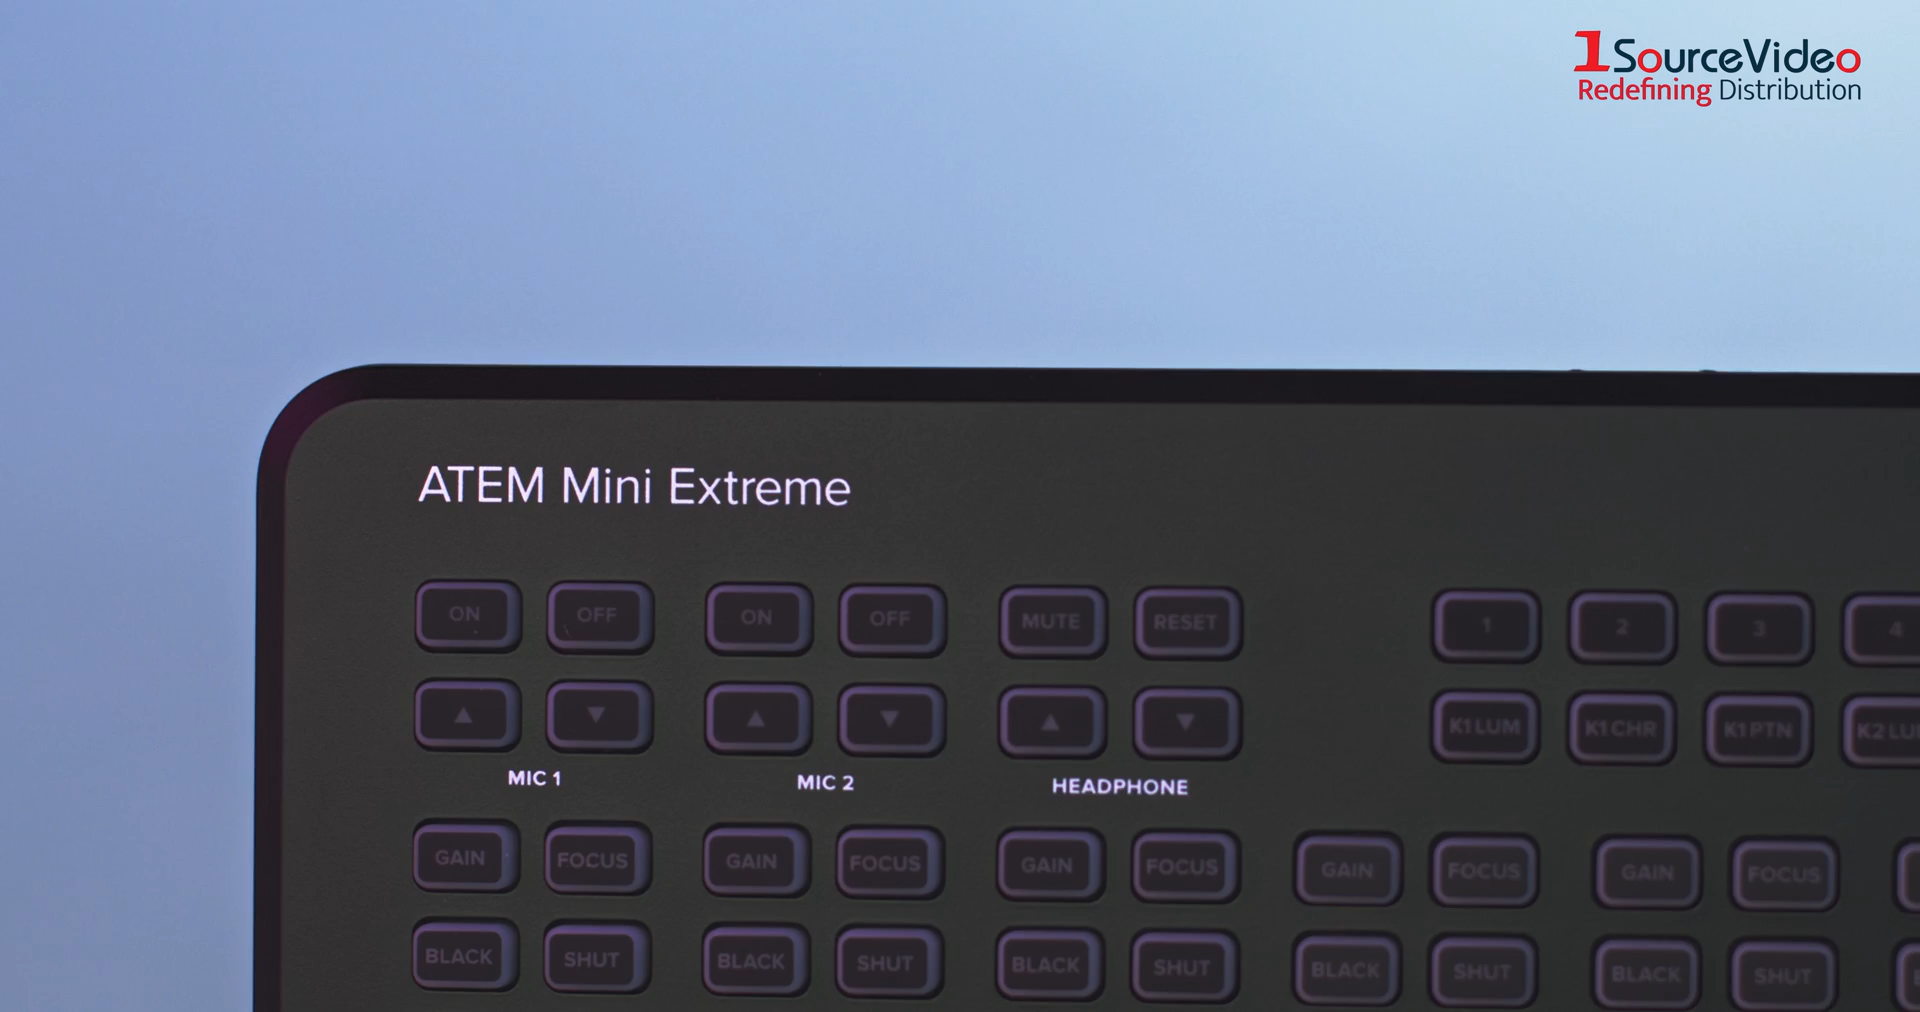 1SourceVideo
Redefining Distribution
ATEM Mini Extreme
ON OFF ON OFF MUTE RESET 1 2 3 4
▲ ▼ ▲ ▼ ▲ ▼ K1 LUM K1 CHR K1 PTN
MIC 1 MIC 2 HEADPHONE
GAIN FOCUS GAIN FOCUS GAIN FOCUS GAIN FOCUS GAIN FOCUS
BLACK SHUT BLACK SHUT BLACK SHUT BLACK SHUT BLACK SHUT